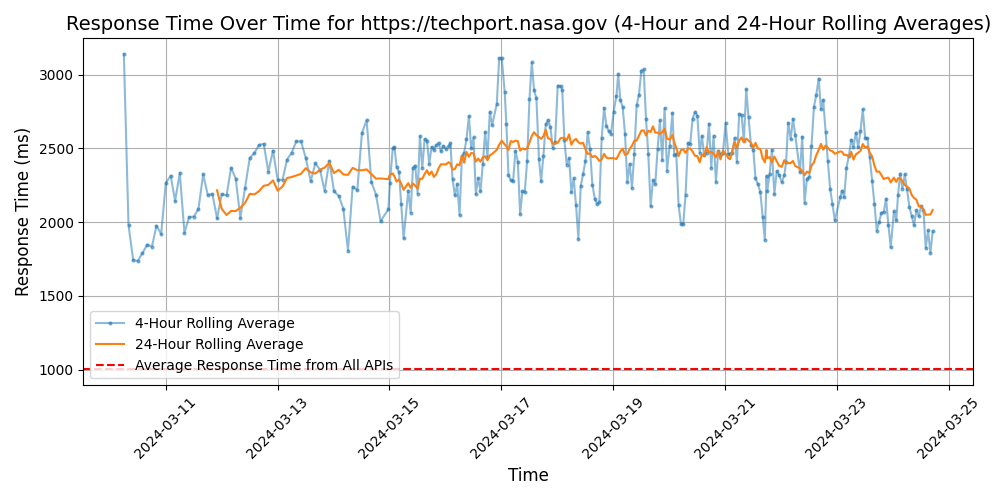 Response Time Over Time for https://techport.nasa.gov (4-Hour and 24-Hour Rolling Averages)
Response Time (ms)
3000
2500
2000
1500
1000
4-Hour Rolling Average
24-Hour Rolling Average
Average Response Time from All APIs
2024-03-11
2024-03-13
2024-03-15
2024-03-17
2024-03-19
2024-03-21
2024-03-23
2024-03-25
Time